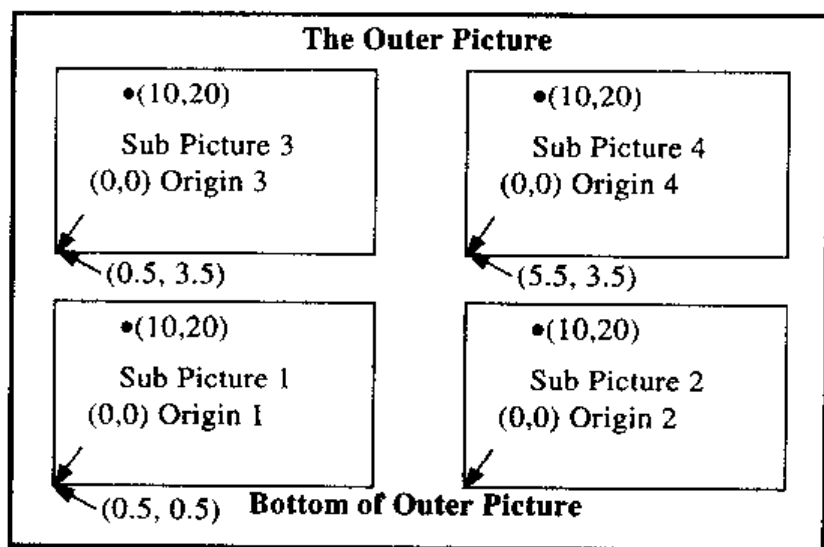 The Outer Picture
•(10,20)
Sub Picture 3
(0,0) Origin 3
(0.5, 3.5)
•(10,20)
Sub Picture 4
(0,0) Origin 4
(5.5, 3.5)
•(10,20)
Sub Picture 1
(0,0) Origin 1
(0.5, 0.5)
•(10,20)
Sub Picture 2
(0,0) Origin 2
Bottom of Outer Picture